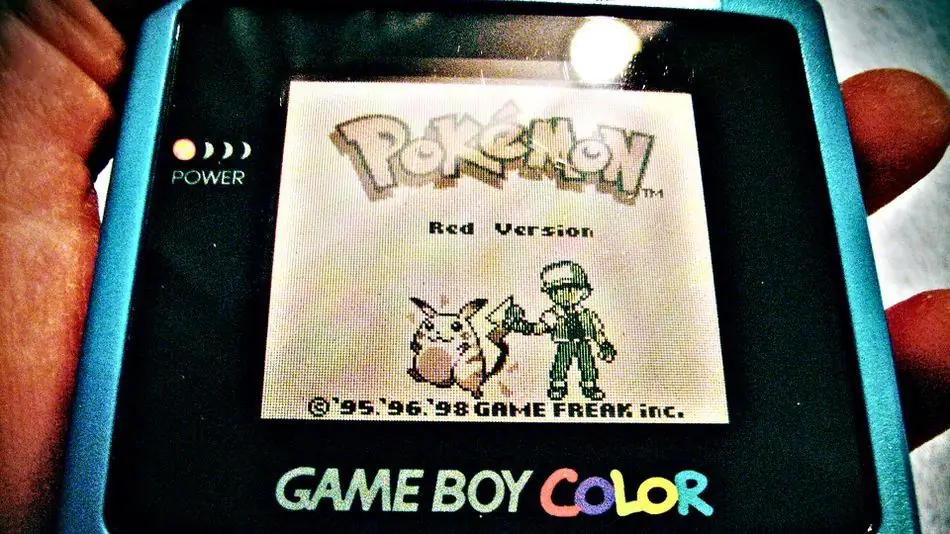 POWER
POKéMON
TM
Red Version
©'95.'96.'98 GAME FREAK inc.
GAME BOY COLOR